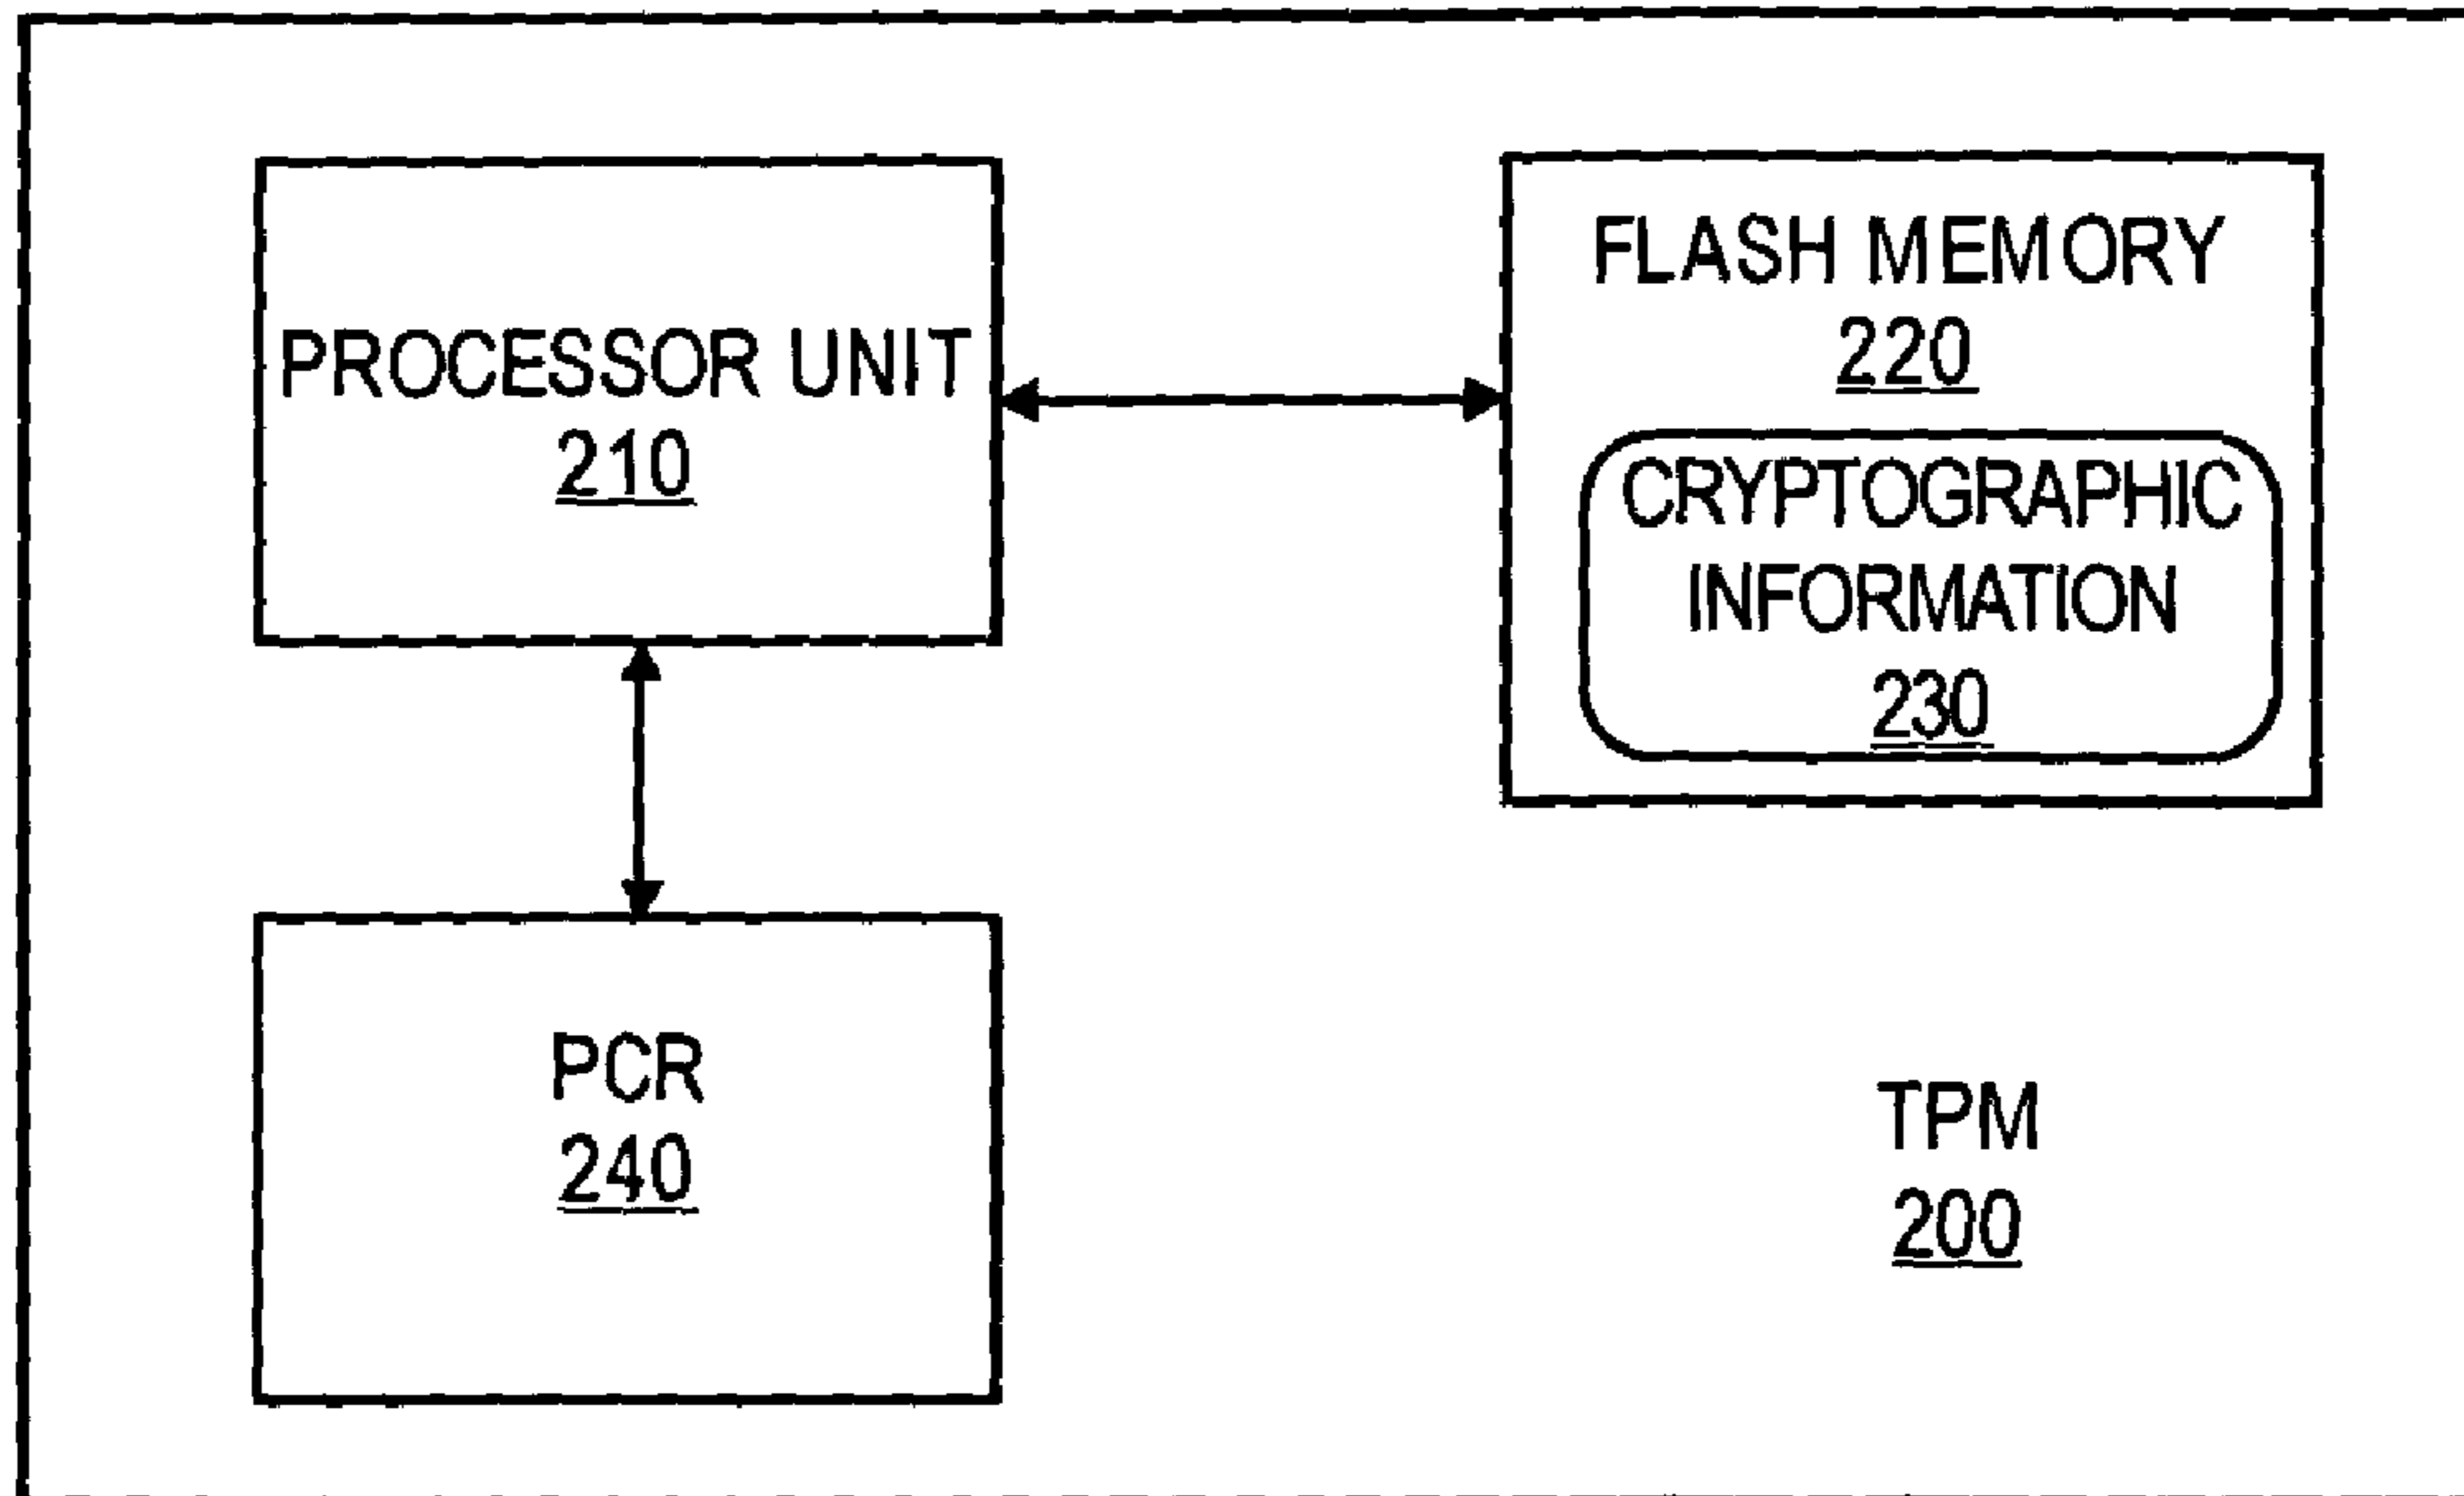 PROCESSOR UNIT
210
FLASH MEMORY
220
CRYPTOGRAPHIC
INFORMATION
230
PCR
240
TPM
200